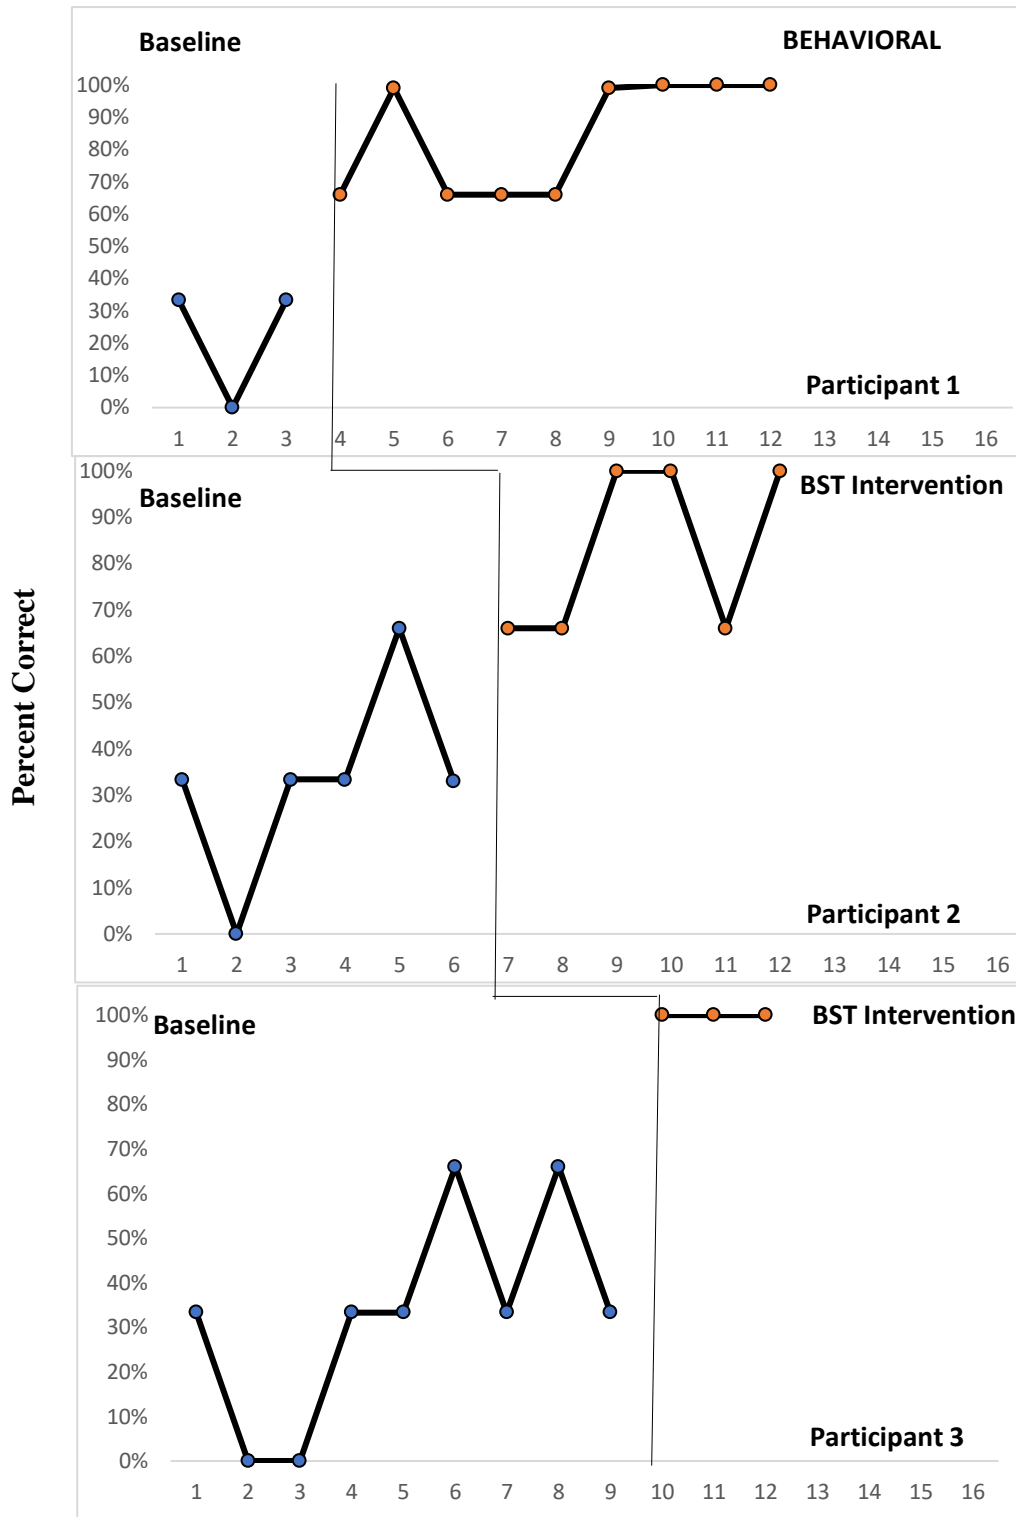 Baseline
BEHAVIORAL
100%
90%
80%
70%
60%
50%
40%
30%
20%
10%
0%
Participant 1
1 2 3 4 5 6 7 8 9 10 11 12 13 14 15 16
Percent Correct
Baseline
BST Intervention
100%
90%
80%
70%
60%
50%
40%
30%
20%
10%
0%
Participant 2
1 2 3 4 5 6 7 8 9 10 11 12 13 14 15 16
Baseline
BST Intervention
100%
90%
80%
70%
60%
50%
40%
30%
20%
10%
0%
Participant 3
1 2 3 4 5 6 7 8 9 10 11 12 13 14 15 16